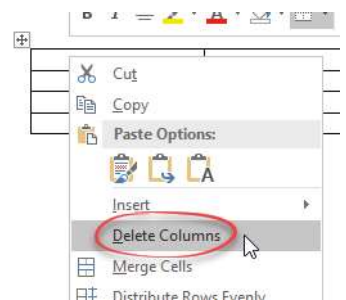 B I A
Cut
Copy
Paste Options:
A
Insert
Delete Columns
Merge Cells
Distribute Rows Evenly